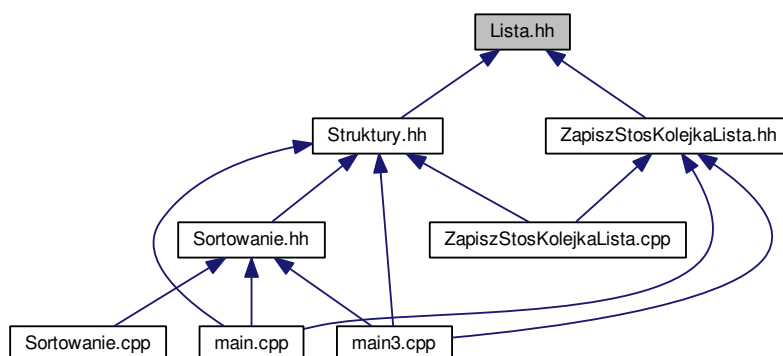 Lista.hh
Struktury.hh
ZapiszStosKolejkaLista.hh
Sortowanie.hh
ZapiszStosKolejkaLista.cpp
Sortowanie.cpp
main.cpp
main3.cpp